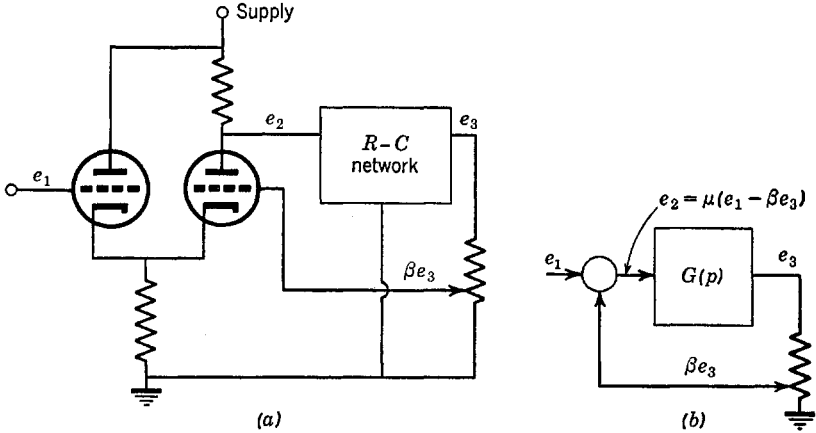 Supply
e₁
e₂
R-C
network
e₃
βe₃
(a)
e₂ = μ(e₁ - βe₃)
e₁
G(p)
e₃
βe₃
(b)